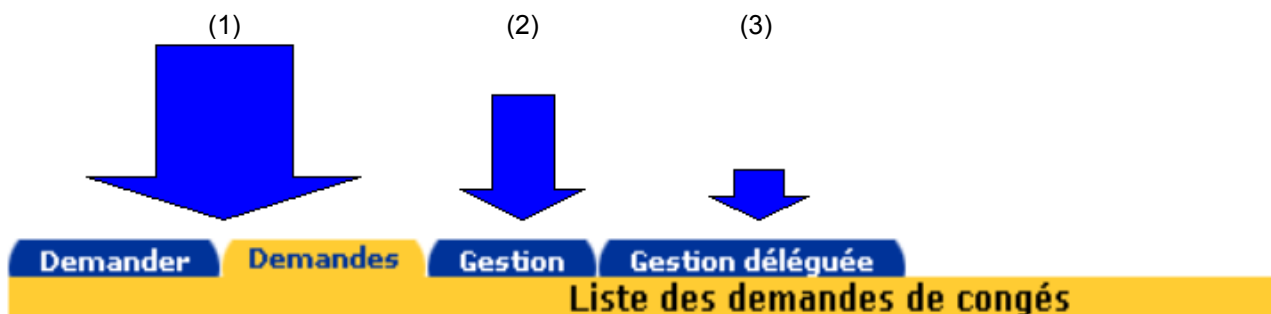 (1) (2) (3)
Demander Demandes Gestion Gestion déléguée
Liste des demandes de congés